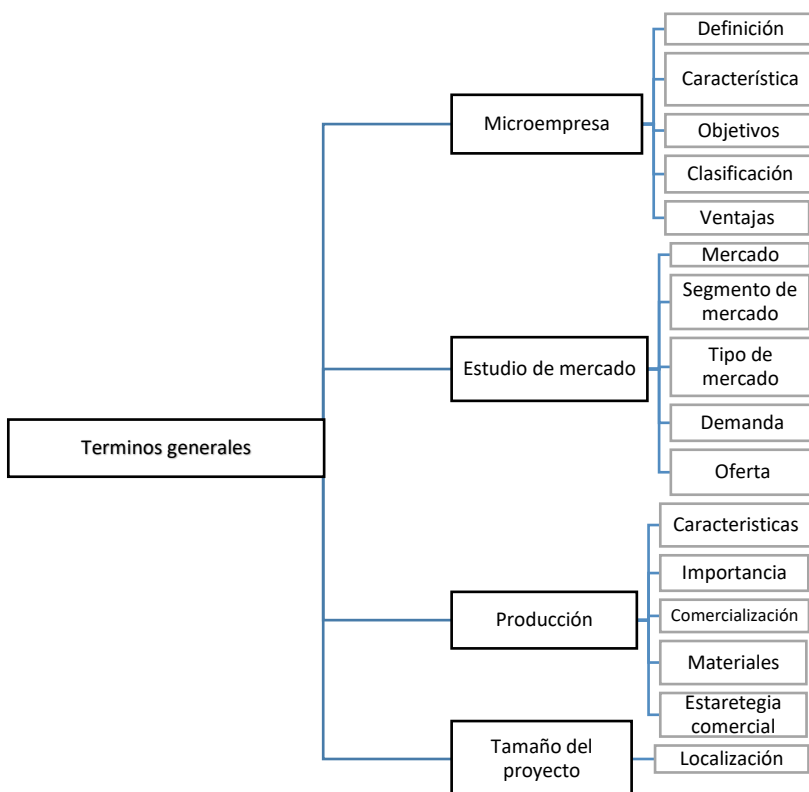 Terminos generales
Microempresa
Definición
Característica
Objetivos
Clasificación
Ventajas
Estudio de mercado
Mercado
Segmento de
mercado
Tipo de
mercado
Demanda
Oferta
Producción
Caracteristicas
Importancia
Comercialización
Materiales
Estaretegia
comercial
Tamaño del
proyecto
Localización